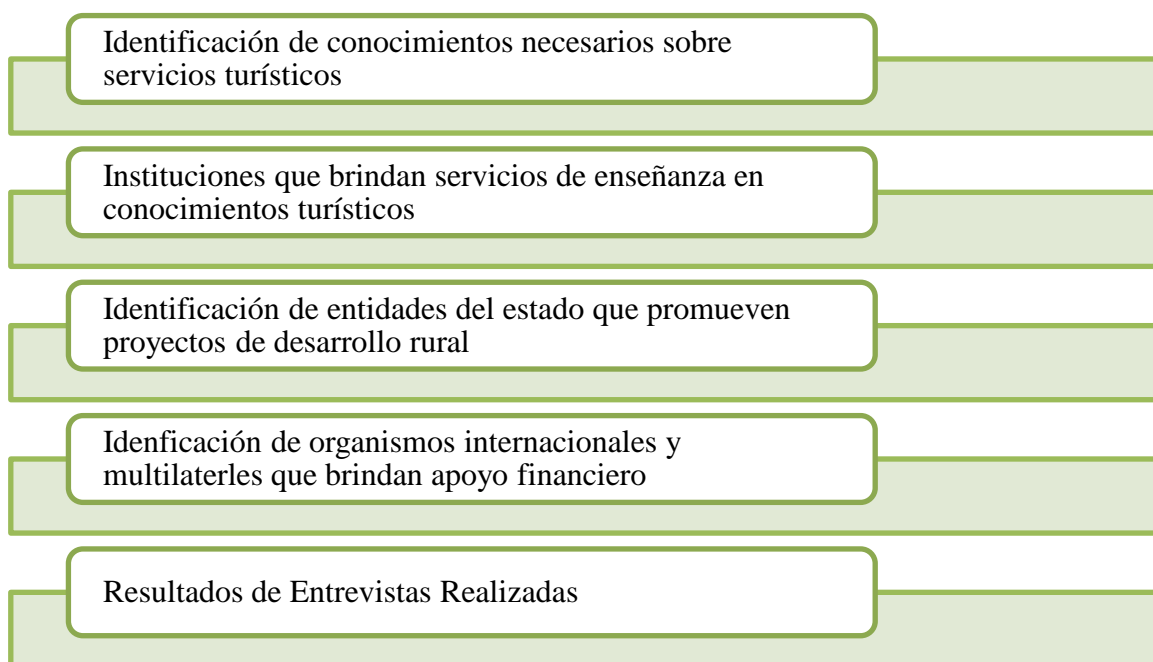 Identificación de conocimientos necesarios sobre
servicios turísticos
Instituciones que brindan servicios de enseñanza en
conocimientos turísticos
Identificación de entidades del estado que promueven
proyectos de desarrollo rural
Idenficación de organismos internacionales y
multilaterles que brindan apoyo financiero
Resultados de Entrevistas Realizadas